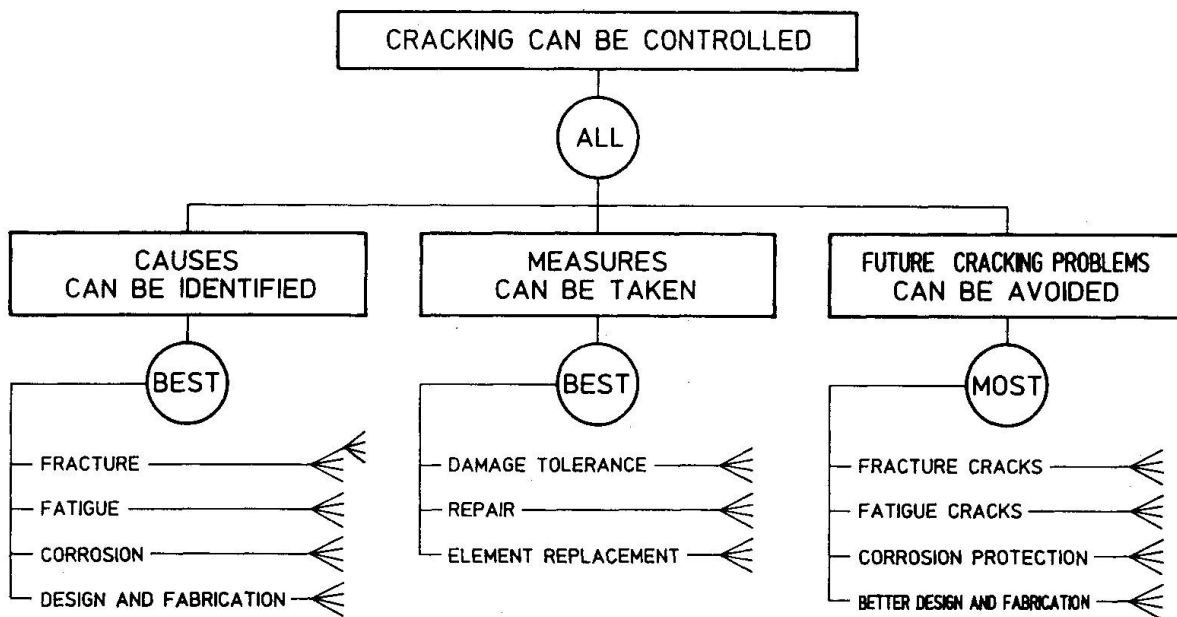 CRACKING CAN BE CONTROLLED
ALL
CAUSES
CAN BE IDENTIFIED
MEASURES
CAN BE TAKEN
FUTURE CRACKING PROBLEMS
CAN BE AVOIDED
BEST
BEST
MOST
FRACTURE
FATIGUE
CORROSION
DESIGN AND FABRICATION
DAMAGE TOLERANCE
REPAIR
ELEMENT REPLACEMENT
FRACTURE CRACKS
FATIGUE CRACKS
CORROSION PROTECTION
BETTER DESIGN AND FABRICATION